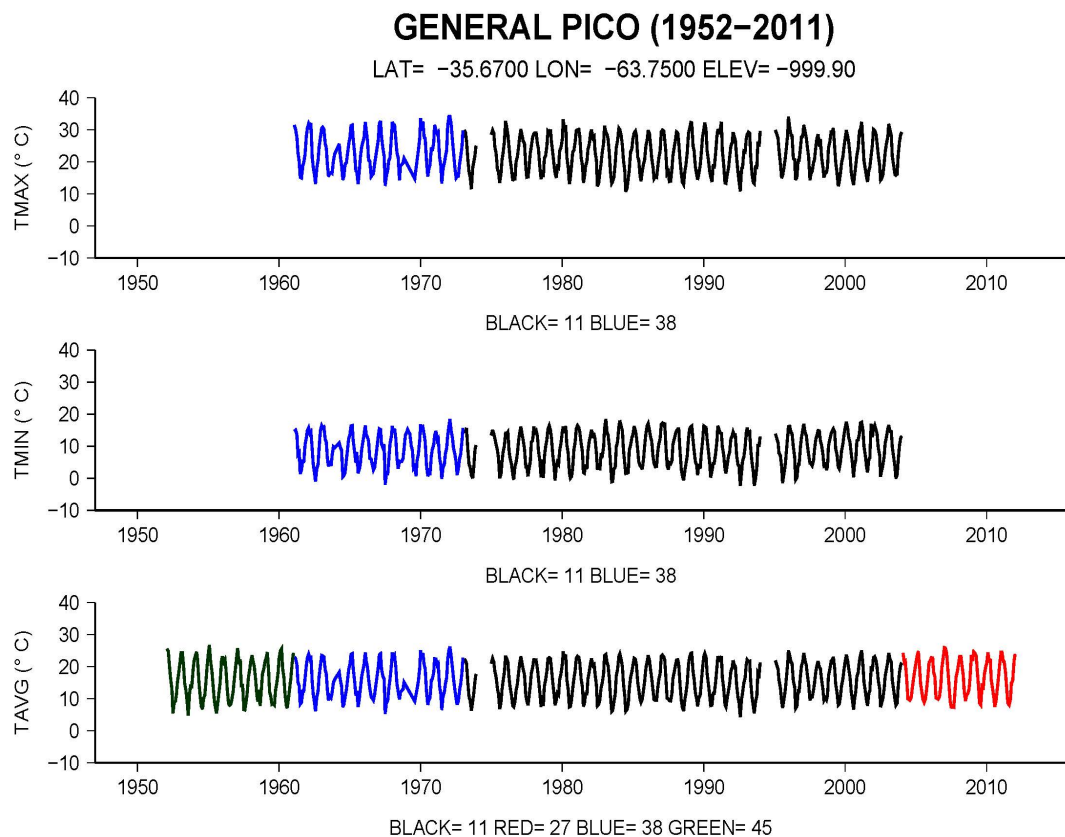 GENERAL PICO (1952−2011)
LAT= −35.6700 LON= −63.7500 ELEV= −999.90
TMAX (° C)
40
30
20
10
0
−10
1950 1960 1970 1980 1990 2000 2010
BLACK= 11 BLUE= 38
TMIN (° C)
40
30
20
10
0
−10
1950 1960 1970 1980 1990 2000 2010
BLACK= 11 BLUE= 38
TAVG (° C)
40
30
20
10
0
−10
1950 1960 1970 1980 1990 2000 2010
BLACK= 11 RED= 27 BLUE= 38 GREEN= 45